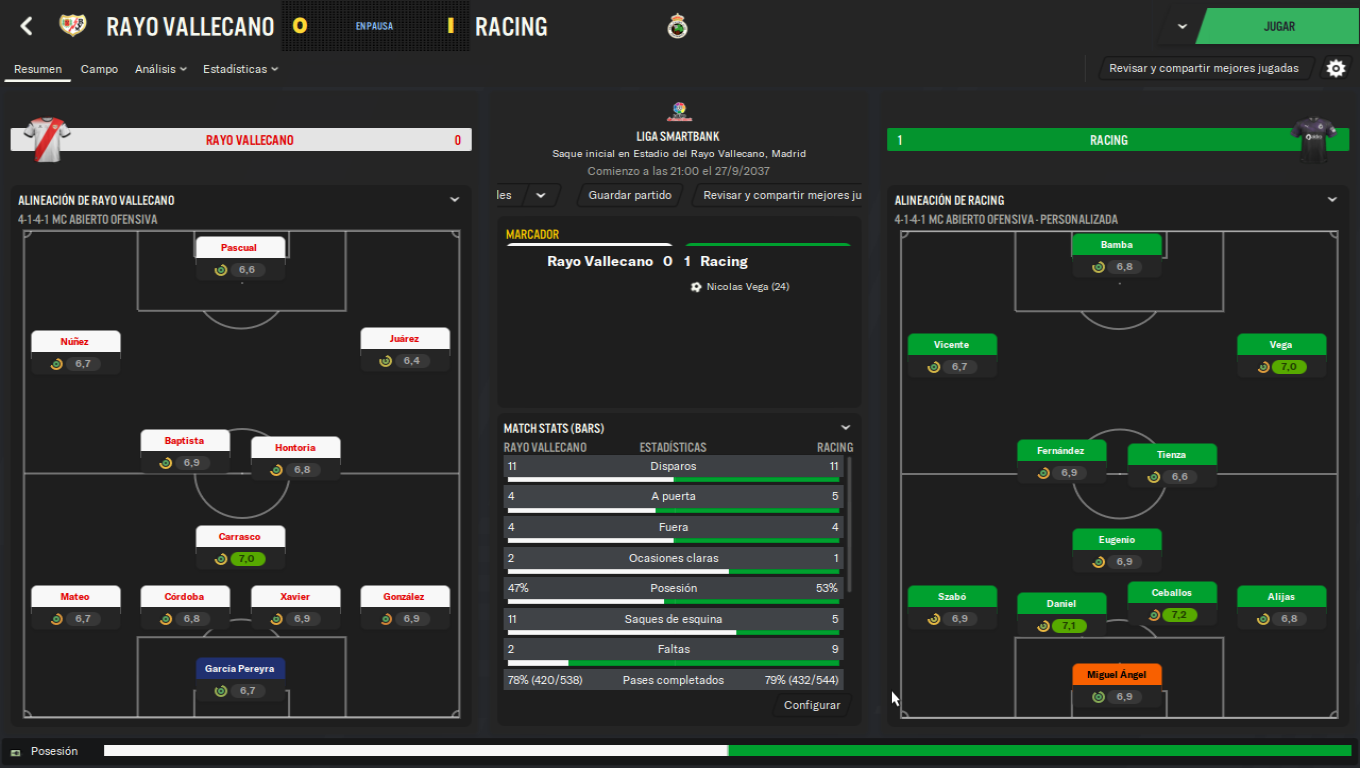 RAYO VALLECANO 0 EN PAUSA 1 RACING
JUGAR
Resumen Campo Análisis Estadísticas
Revisar y compartir mejores jugadas
RAYO VALLECANO 0
LIGA SMARTBANK
Saque inicial en Estadio del Rayo Vallecano, Madrid
Comienzo a las 21:00 el 27/9/2037
les Guardar partido Revisar y compartir mejores ju
1 RACING
ALINEACIÓN DE RAYO VALLECANO
4-1-4-1 MC ABIERTO OFENSIVA
Pascual
6,6
Núñez
6,7
Juárez
6,4
Baptista
6,9
Hontoria
6,8
Carrasco
7,0
Mateo
6,7
Córdoba
6,8
Xavier
6,9
González
6,9
García Pereyra
6,7
MARCADOR
Rayo Vallecano 0 1 Racing
Nicolas Vega (24)
MATCH STATS (BARS)
RAYO VALLECANO ESTADÍSTICAS RACING
11 Disparos 11
4 A puerta 5
4 Fuera 4
2 Ocasiones claras 1
47% Posesión 53%
11 Saques de esquina 5
2 Faltas 9
78% (420/538) Pases completados 79% (432/544)
Configurar
ALINEACIÓN DE RACING
4-1-4-1 MC ABIERTO OFENSIVA - PERSONALIZADA
Bamba
6,8
Vicente
6,7
Vega
7,0
Fernández
6,9
Tienza
6,6
Eugenio
6,9
Szabó
6,9
Daniel
7,1
Ceballos
7,2
Alijas
6,8
Miguel Ángel
6,9
Posesión